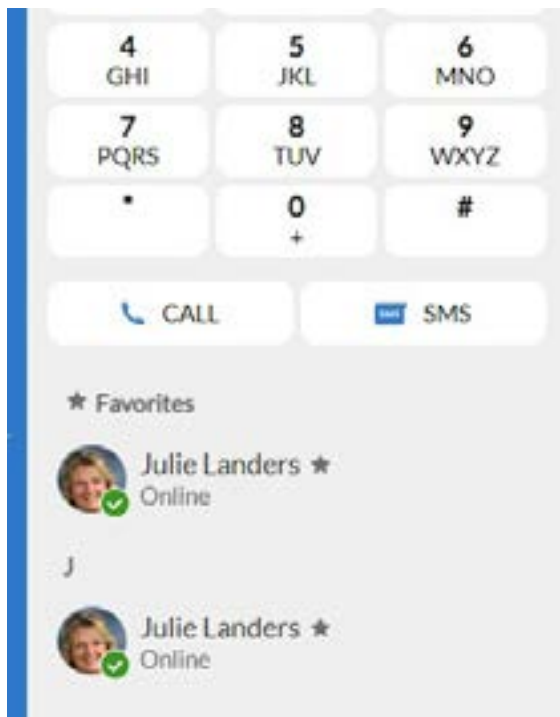 4 5 6
GHI JKL MNO
7 8 9
PQRS TUV WXYZ
* 0 #
+
CALL SMS SMS
Favorites
Julie Landers
Online
J
Julie Landers
Online